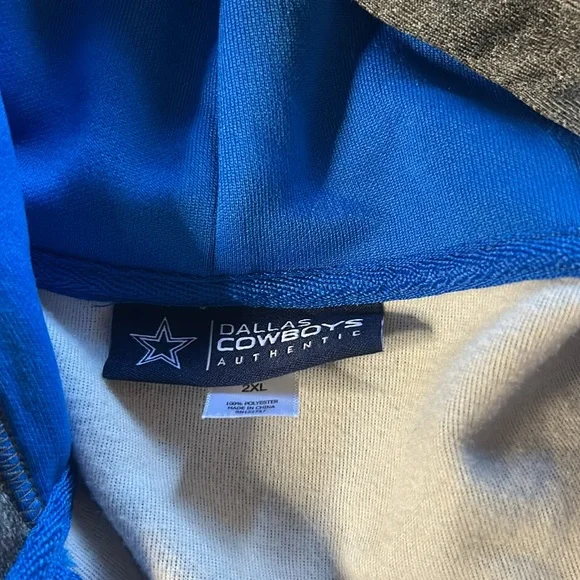 DALLAS
COWBOYS
AUTHENTIC
2XL
100% POLYESTER
MADE IN CHINA